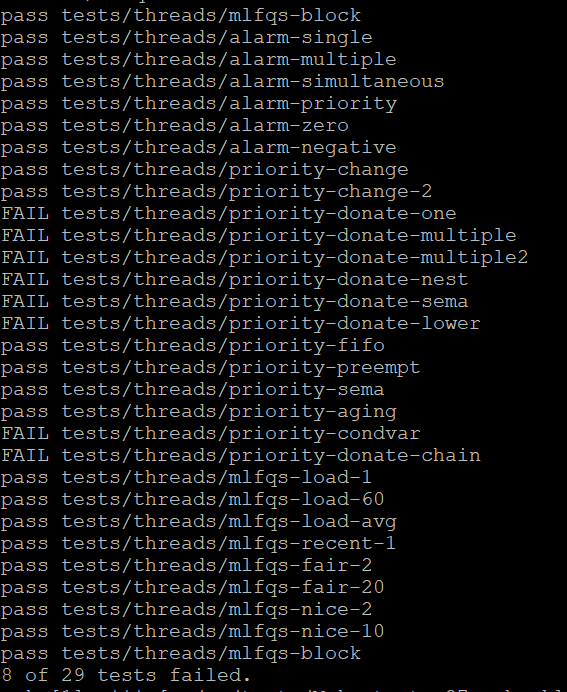 pass tests/threads/mlfqs-block
pass tests/threads/alarm-single
pass tests/threads/alarm-multiple
pass tests/threads/alarm-simultaneous
pass tests/threads/alarm-priority
pass tests/threads/alarm-zero
pass tests/threads/alarm-negative
pass tests/threads/priority-change
pass tests/threads/priority-change-2
FAIL tests/threads/priority-donate-one
FAIL tests/threads/priority-donate-multiple
FAIL tests/threads/priority-donate-multiple2
FAIL tests/threads/priority-donate-nest
FAIL tests/threads/priority-donate-sema
FAIL tests/threads/priority-donate-lower
pass tests/threads/priority-fifo
pass tests/threads/priority-preempt
pass tests/threads/priority-sema
pass tests/threads/priority-aging
FAIL tests/threads/priority-condvar
FAIL tests/threads/priority-donate-chain
pass tests/threads/mlfqs-load-1
pass tests/threads/mlfqs-load-60
pass tests/threads/mlfqs-load-avg
pass tests/threads/mlfqs-recent-1
pass tests/threads/mlfqs-fair-2
pass tests/threads/mlfqs-fair-20
pass tests/threads/mlfqs-nice-2
pass tests/threads/mlfqs-nice-10
pass tests/threads/mlfqs-block
8 of 29 tests failed.